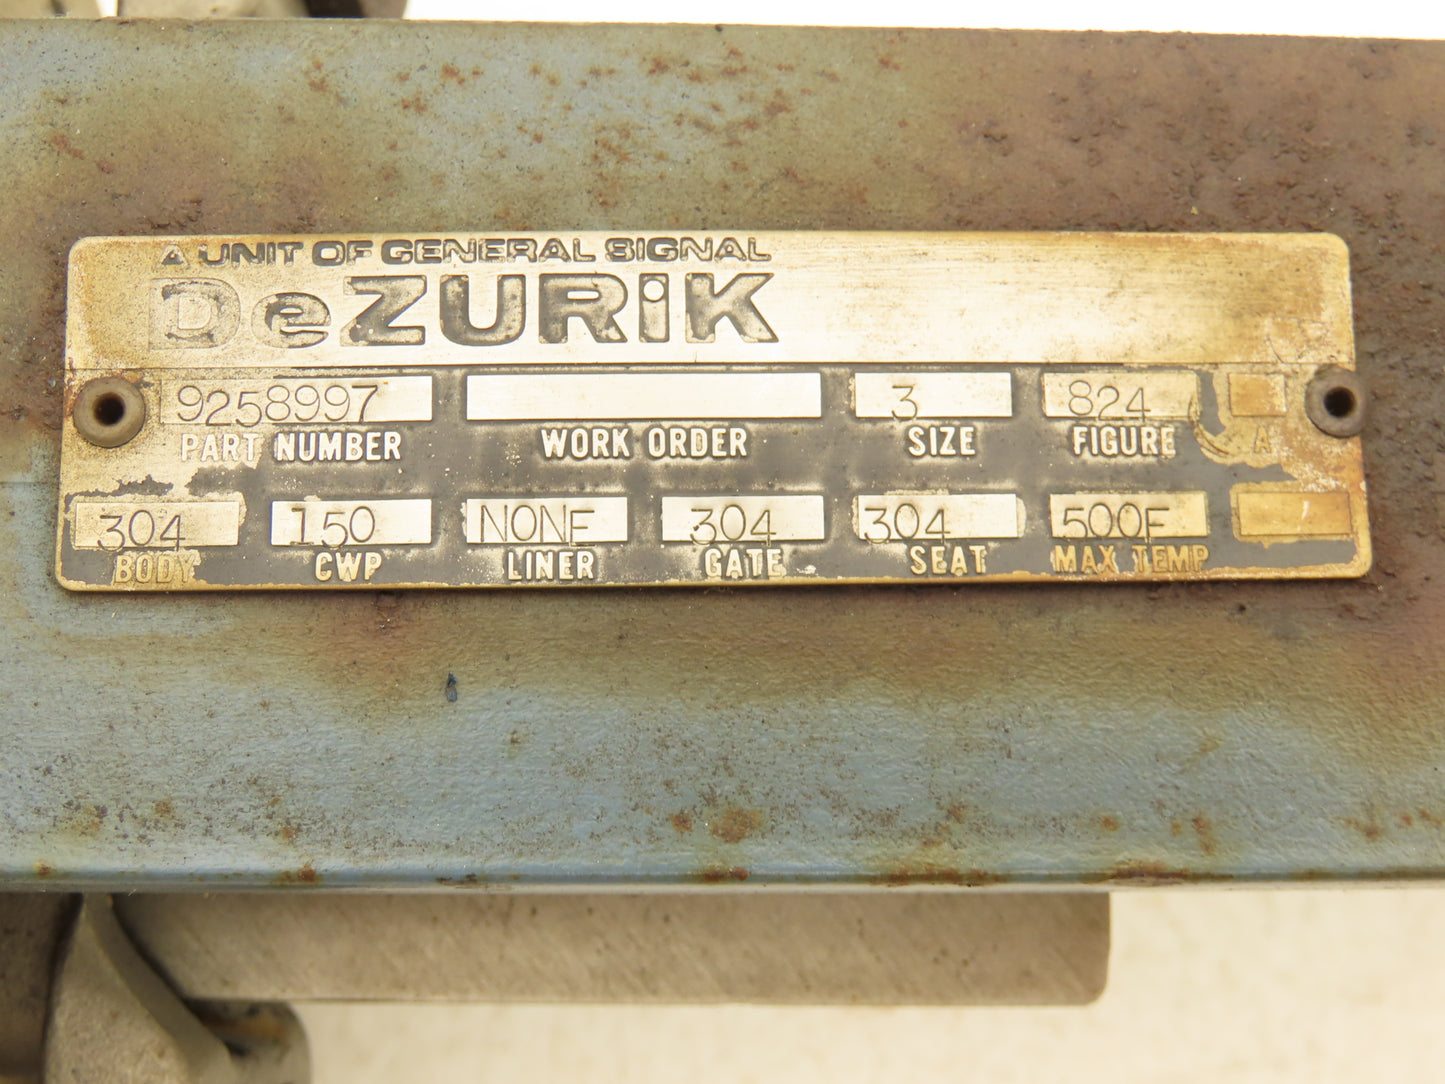 A UNIT OF GENERAL SIGNAL
DeZURiK
9258997 3 824
PART NUMBER WORK ORDER SIZE FIGURE A
304 150 NONE 304 304 500F
BODY CWP LINER GATE SEAT MAX TEMP